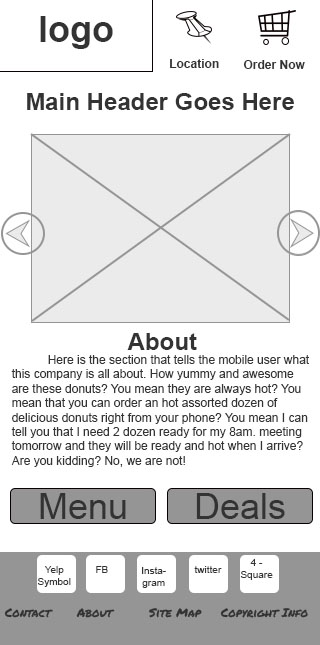 logo
Location
Order Now
Main Header Goes Here
About
Here is the section that tells the mobile user what
this company is all about. How yummy and awesome
are these donuts? You mean they are always hot? You
mean that you can order an hot assorted dozen of
delicious donuts right from your phone? You mean I can
tell you that I need 2 dozen ready for my 8am. meeting
tomorrow and they will be ready and hot when I arrive?
Are you kidding? No, we are not!
Menu
Deals
Yelp
Symbol
FB
Insta-
gram
twitter
4 -
Square
Contact
About
Site Map
Copyright Info